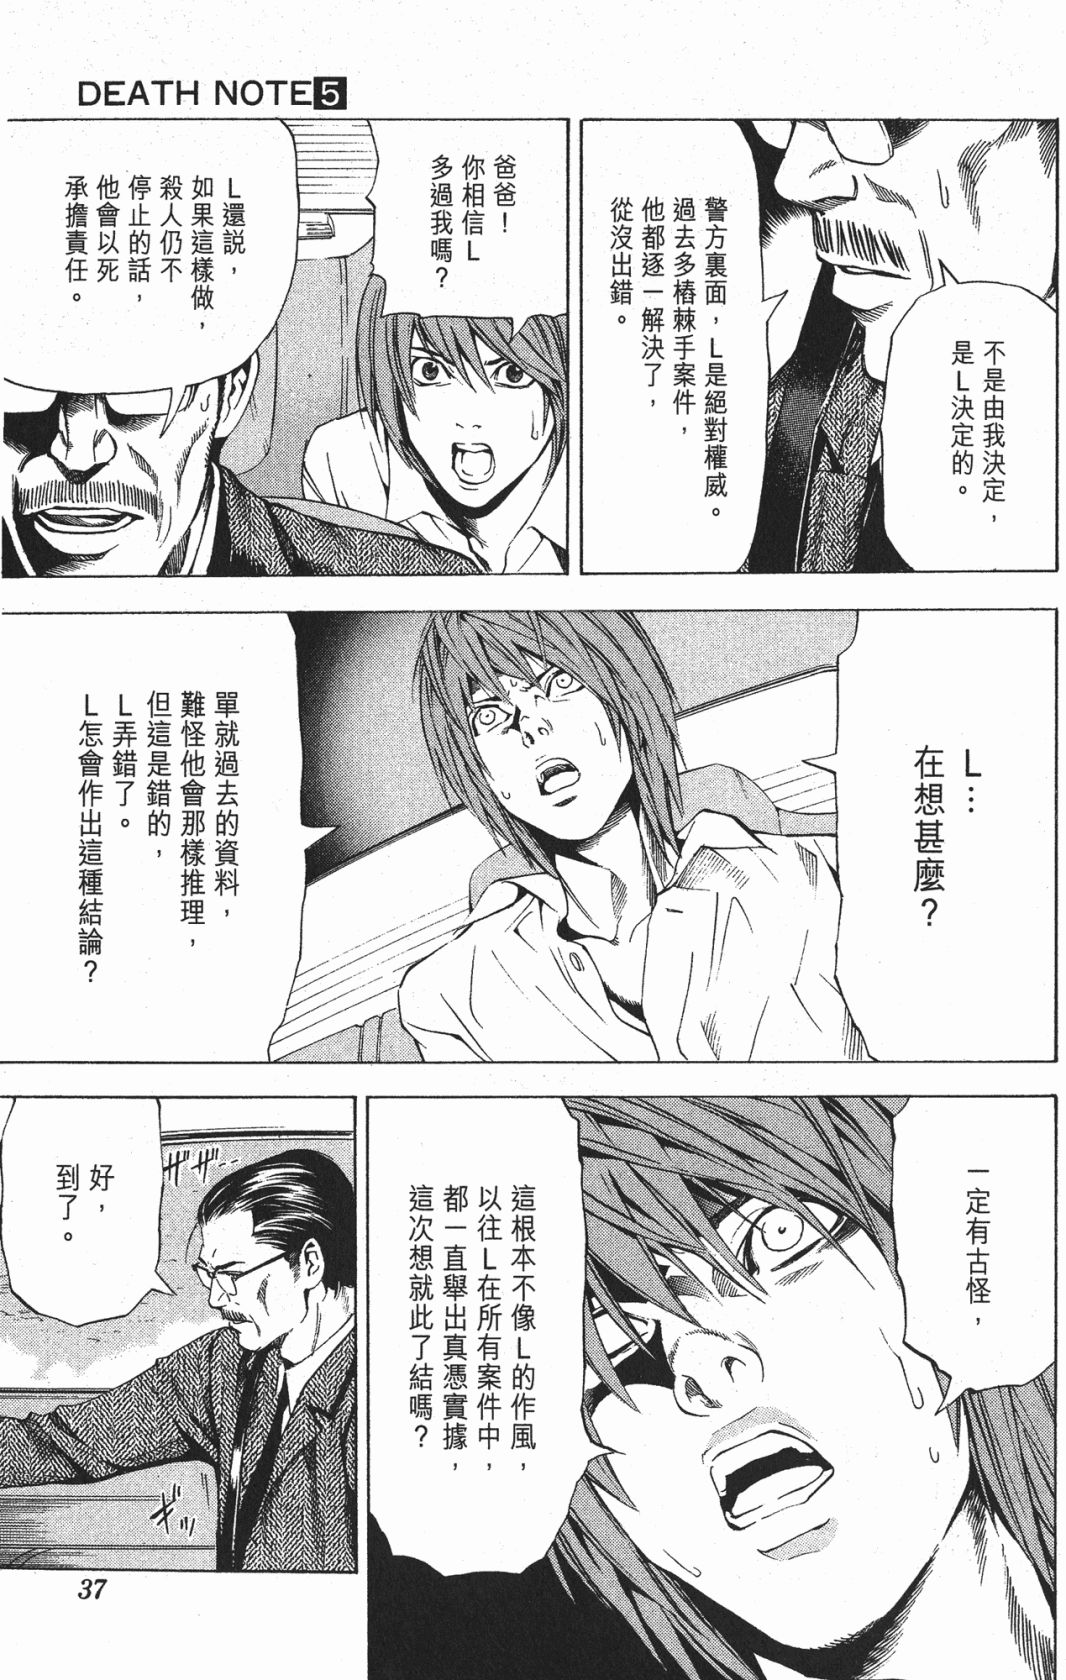 DEATH NOTE 5
不是由我決定，
是L決定的。
警方裏面，L是絕對權威。
過去多樁棘手案件，
他都逐一解決了，
從沒出錯。
爸爸！
你相信L
多過我嗎？
L還説，
如果這樣做，
殺人仍不
停止的話，
他會以死
承擔責任。
L…
在想甚麼？
單就過去的資料，
難怪他會那樣推理，
但這是錯的，
L弄錯了。
L怎會作出這種結論？
一定有古怪，
這根本不像L的作風，
以往L在所有案件中，
都一直舉出真憑實據，
這次想就此了結嗎？
ザザ‥
好，
到了。
ギッ
37